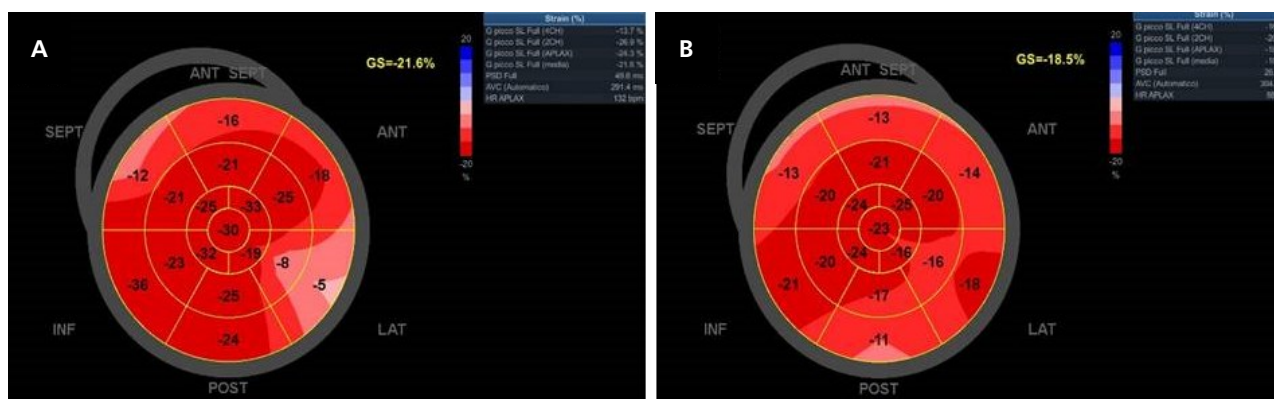 A
Strain (%)
G picco SL Full (4CH) -13.7 %
G picco SL Full (2CH) -26.9 %
G picco SL Full (APLAX) -24.3 %
G picco SL Full (media) -21.6 %
PSD Full 49.6 ms
AVC (Automatico) 291.4 ms
HR APLAX 132 bpm
20
-20
%
GS=-21.6%
ANT SEPT
SEPT
ANT
-16
-12
-18
-21
-21
-25
-25
-33
-30
-32
-19
-23
-8
-36
-5
-25
-24
INF
LAT
POST
B
Strain (%)
G picco SL Full (4CH)
G picco SL Full (2CH)
G picco SL Full (APLAX)
G picco SL Full (media)
PSD Full
AVC (Automatico)
HR APLAX
20
-20
%
GS=-18.5%
ANT SEPT
SEPT
ANT
-13
-13
-14
-21
-20
-20
-24
-25
-23
-24
-16
-20
-16
-21
-18
-17
-11
INF
LAT
POST